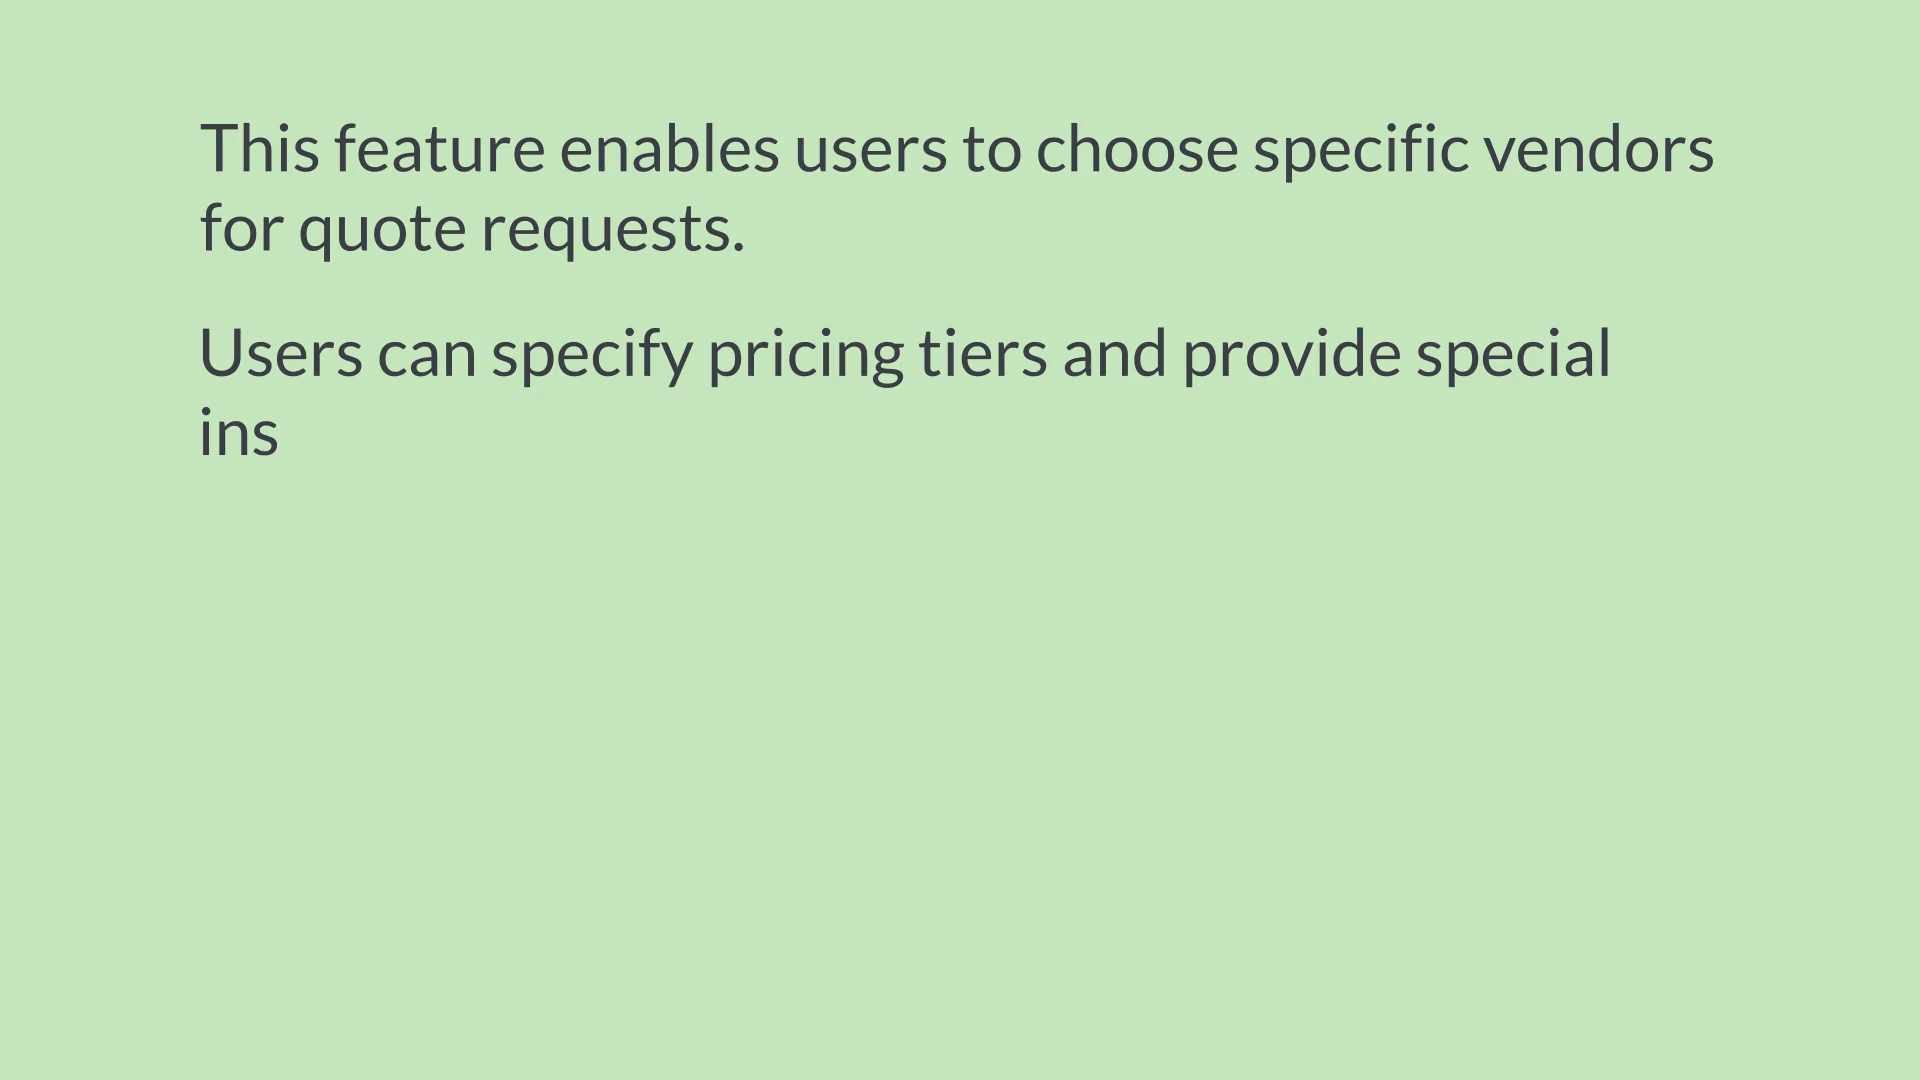 This feature enables users to choose specific vendors
for quote requests.
Users can specify pricing tiers and provide special
ins